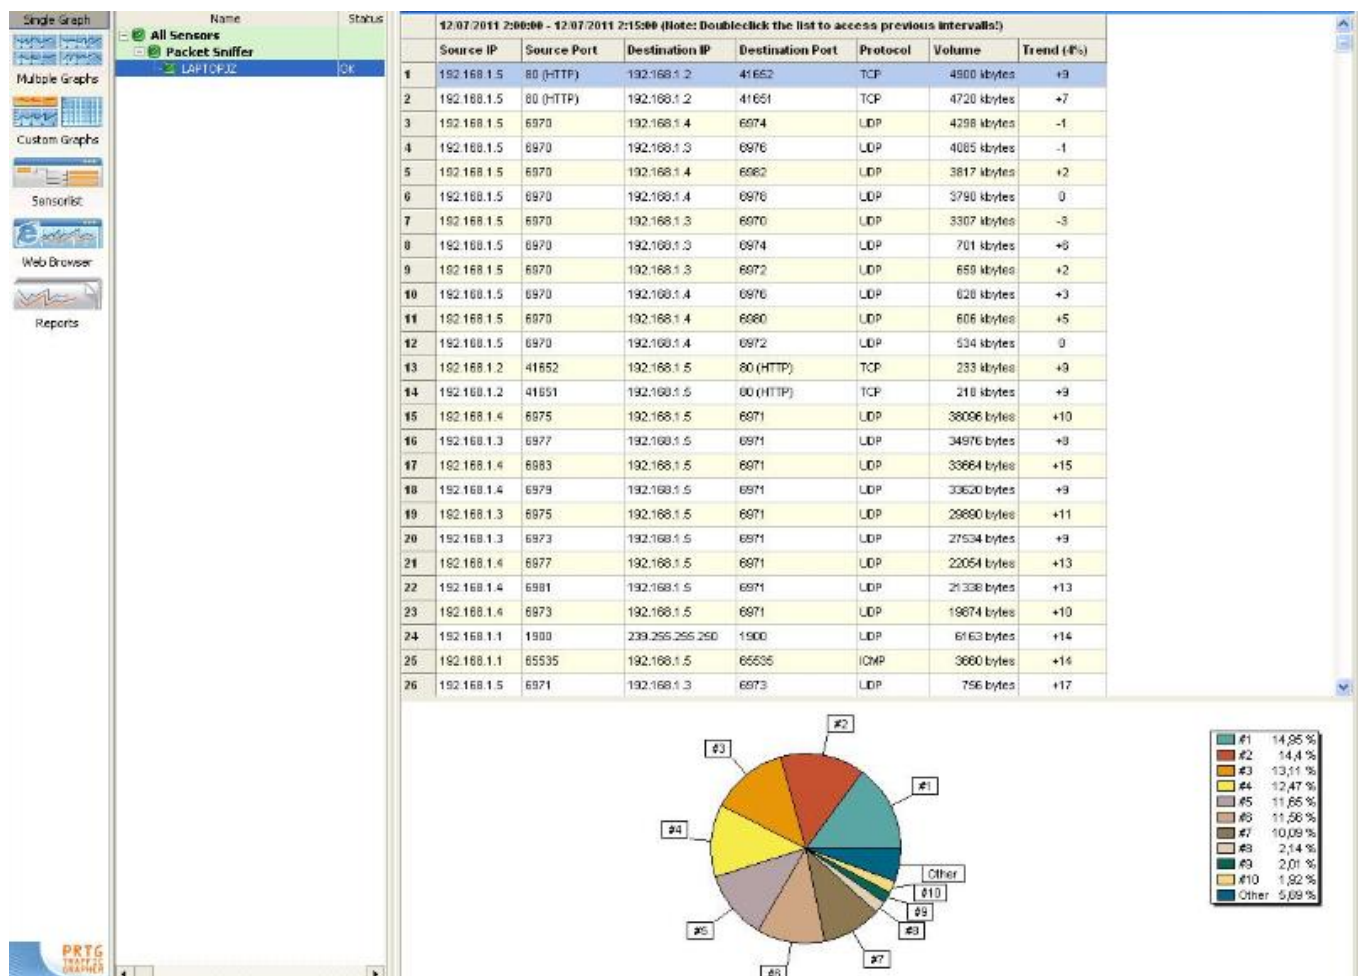 Single Graph
Multiple Graphs
Custom Graphs
Sensorlist
Web Browser
Reports
PRTG
TRAFFIC
GRAPHER
Name Status
All Sensors
Packet Sniffer
LAPTOPJZ OK
12/07/2011 2:00:00 - 12/07/2011 2:15:00 (Note: Doubleclick the list to access previous intervalls!)
Source IP Source Port Destination IP Destination Port Protocol Volume Trend (4%)
1 192.168.1.5 80 (HTTP) 192.168.1.2 41652 TCP 4900 kbytes +9
2 192.168.1.5 80 (HTTP) 192.168.1.2 41651 TCP 4720 kbytes +7
3 192.168.1.5 6970 192.168.1.4 6974 UDP 4298 kbytes -1
4 192.168.1.5 6970 192.168.1.3 6976 UDP 4085 kbytes -1
5 192.168.1.5 6970 192.168.1.4 6982 UDP 3817 kbytes +2
6 192.168.1.5 6970 192.168.1.4 6978 UDP 3790 kbytes 0
7 192.168.1.5 6970 192.168.1.3 6970 UDP 3307 kbytes -3
8 192.168.1.5 6970 192.168.1.3 6974 UDP 701 kbytes +6
9 192.168.1.5 6970 192.168.1.3 6972 UDP 659 kbytes +2
10 192.168.1.5 6970 192.168.1.4 6976 UDP 628 kbytes +3
11 192.168.1.5 6970 192.168.1.4 6980 UDP 606 kbytes +5
12 192.168.1.5 6970 192.168.1.4 6972 UDP 534 kbytes 0
13 192.168.1.2 41652 192.168.1.5 80 (HTTP) TCP 233 kbytes +9
14 192.168.1.2 41651 192.168.1.5 80 (HTTP) TCP 218 kbytes +9
15 192.168.1.4 6975 192.168.1.5 6971 UDP 38096 bytes +10
16 192.168.1.3 6977 192.168.1.5 6971 UDP 34976 bytes +8
17 192.168.1.4 6983 192.168.1.5 6971 UDP 33664 bytes +15
18 192.168.1.4 6979 192.168.1.5 6971 UDP 33620 bytes +9
19 192.168.1.3 6975 192.168.1.5 6971 UDP 29890 bytes +11
20 192.168.1.3 6973 192.168.1.5 6971 UDP 27534 bytes +9
21 192.168.1.4 6977 192.168.1.5 6971 UDP 22054 bytes +13
22 192.168.1.4 6981 192.168.1.5 6971 UDP 21338 bytes +13
23 192.168.1.4 6973 192.168.1.5 6971 UDP 19874 bytes +10
24 192.168.1.1 1900 239.255.255.250 1900 UDP 6163 bytes +14
25 192.168.1.1 65535 192.168.1.5 65535 ICMP 3660 bytes +14
26 192.168.1.5 6971 192.168.1.3 6973 UDP 756 bytes +17
#2
#3
#1
#4
Other
#10
#9
#5
#8
#7
#6
#1 14,95 %
#2 14,4 %
#3 13,11 %
#4 12,47 %
#5 11,65 %
#6 11,56 %
#7 10,09 %
#8 2,14 %
#9 2,01 %
#10 1,92 %
Other 5,69 %